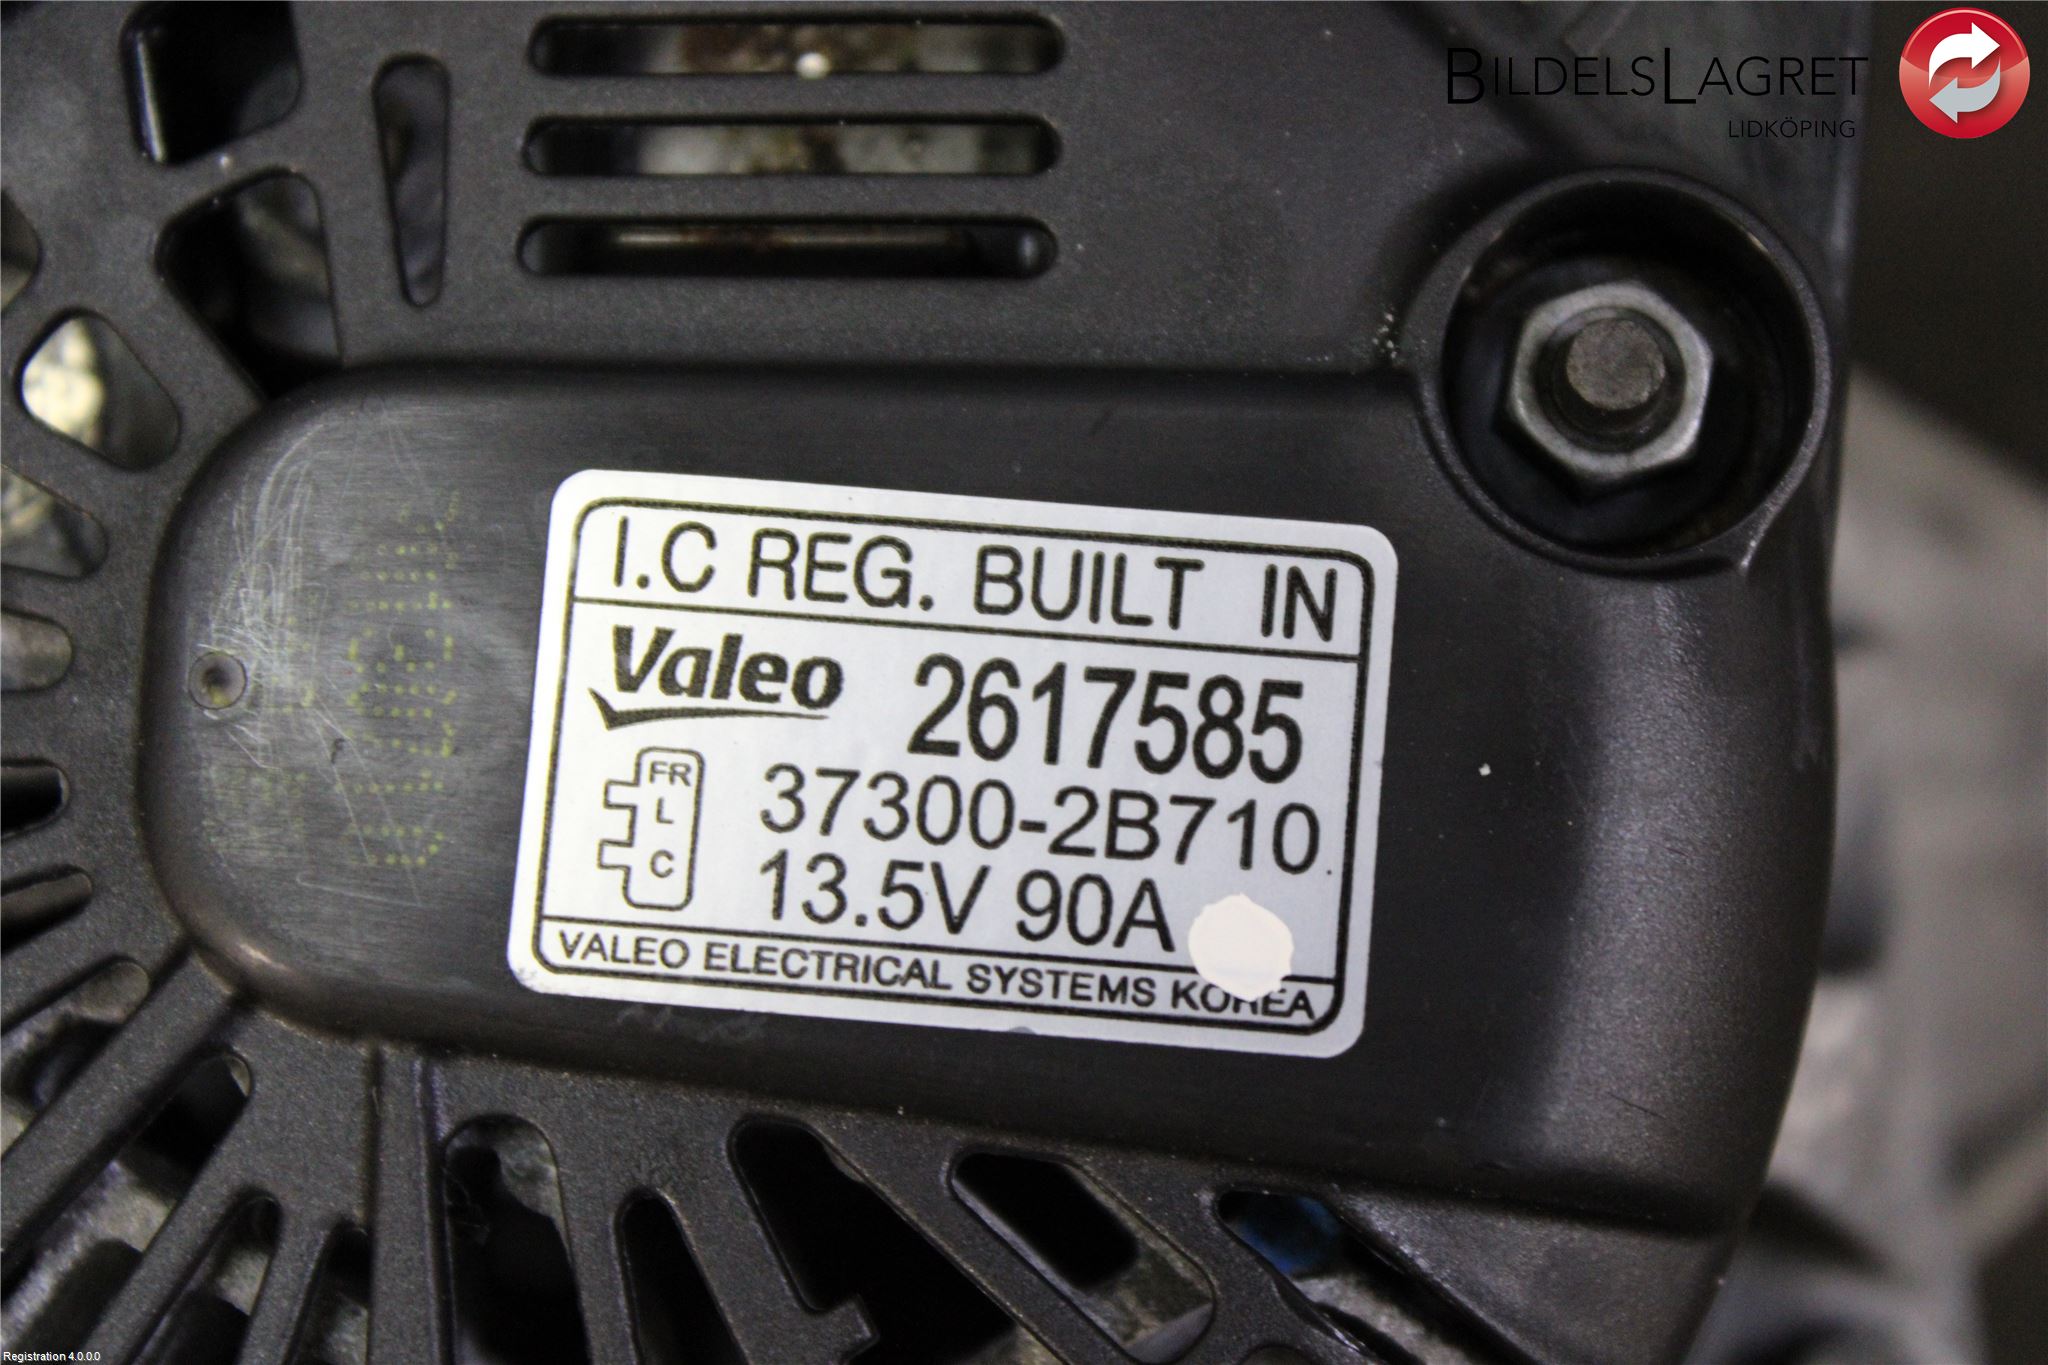 BILDELSLAGRET
LIDKÖPING
I.C REG. BUILT IN
Valeo 2617585
FR
L
C
37300-2B710
13.5V 90A
VALEO ELECTRICAL SYSTEMS KOREA
Registration 4.0.0.0